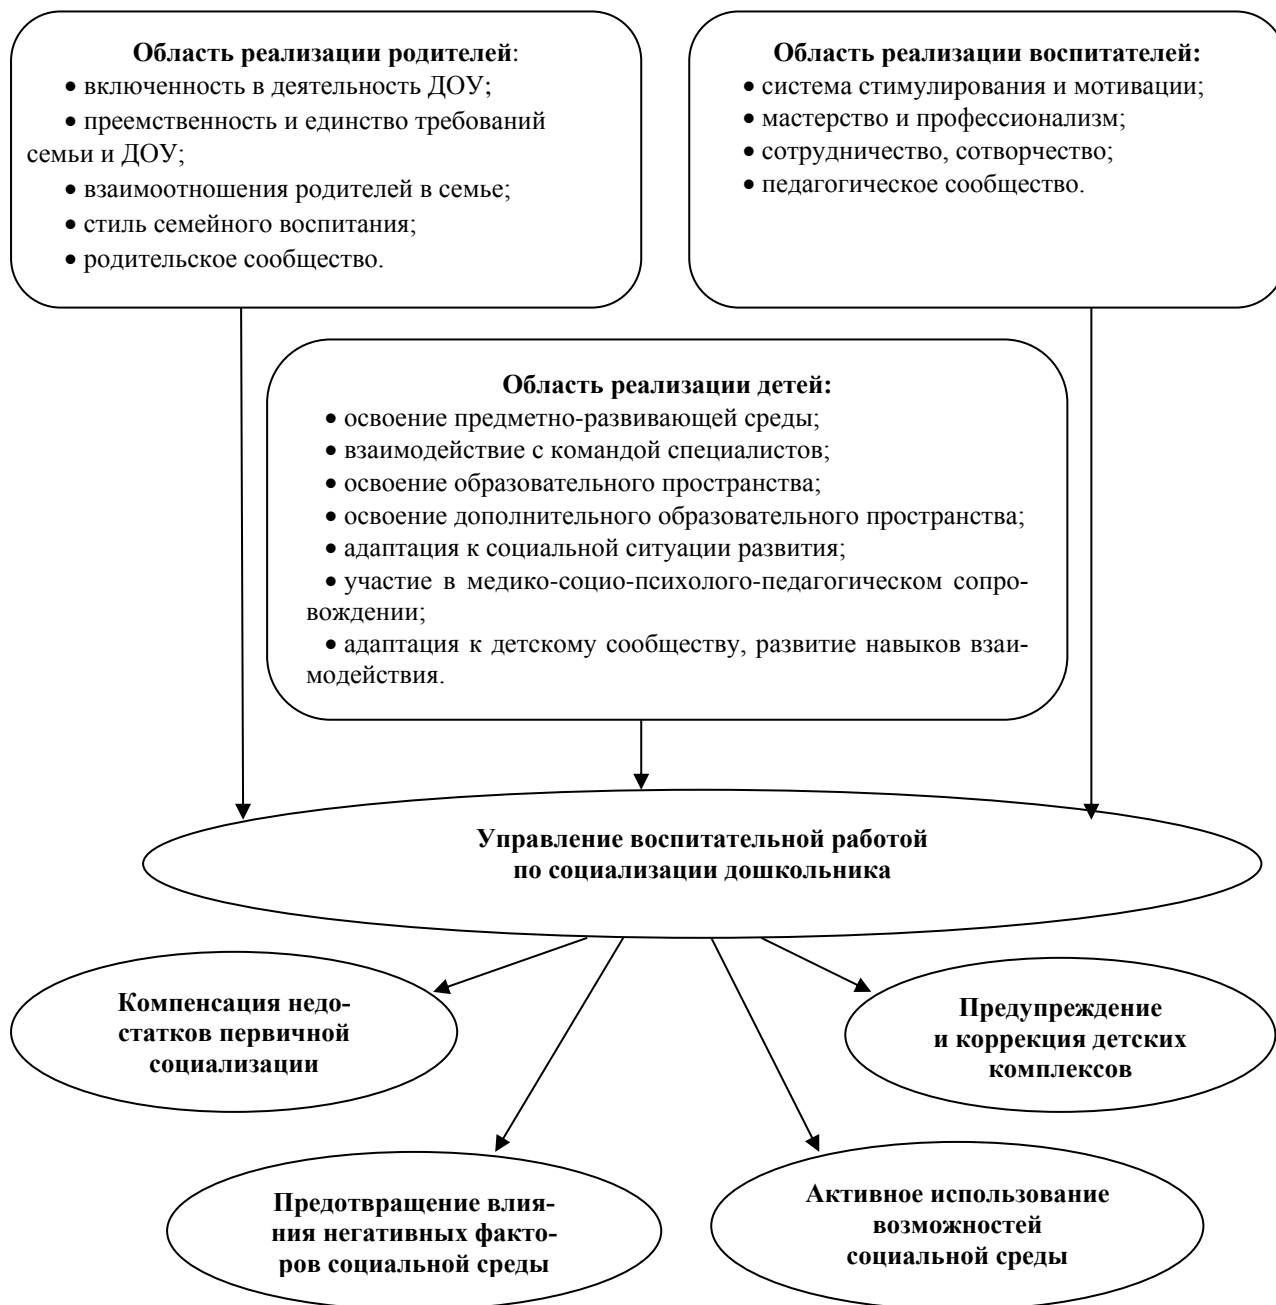 Область реализации родителей:
• включенность в деятельность ДОУ;
• преемственность и единство требований
семьи и ДОУ;
• взаимоотношения родителей в семье;
• стиль семейного воспитания;
• родительское сообщество.
Область реализации воспитателей:
• система стимулирования и мотивации;
• мастерство и профессионализм;
• сотрудничество, сотворчество;
• педагогическое сообщество.
Область реализации детей:
• освоение предметно-развивающей среды;
• взаимодействие с командой специалистов;
• освоение образовательного пространства;
• освоение дополнительного образовательного пространства;
• адаптация к социальной ситуации развития;
• участие в медико-социо-психолого-педагогическом сопро-
вождении;
• адаптация к детскому сообществу, развитие навыков взаи-
модействия.
Управление воспитательной работой
по социализации дошкольника
Компенсация недо-
статков первичной
социализации
Предупреждение
и коррекция детских
комплексов
Предотвращение влия-
ния негативных факто-
ров социальной среды
Активное использование
возможностей
социальной среды